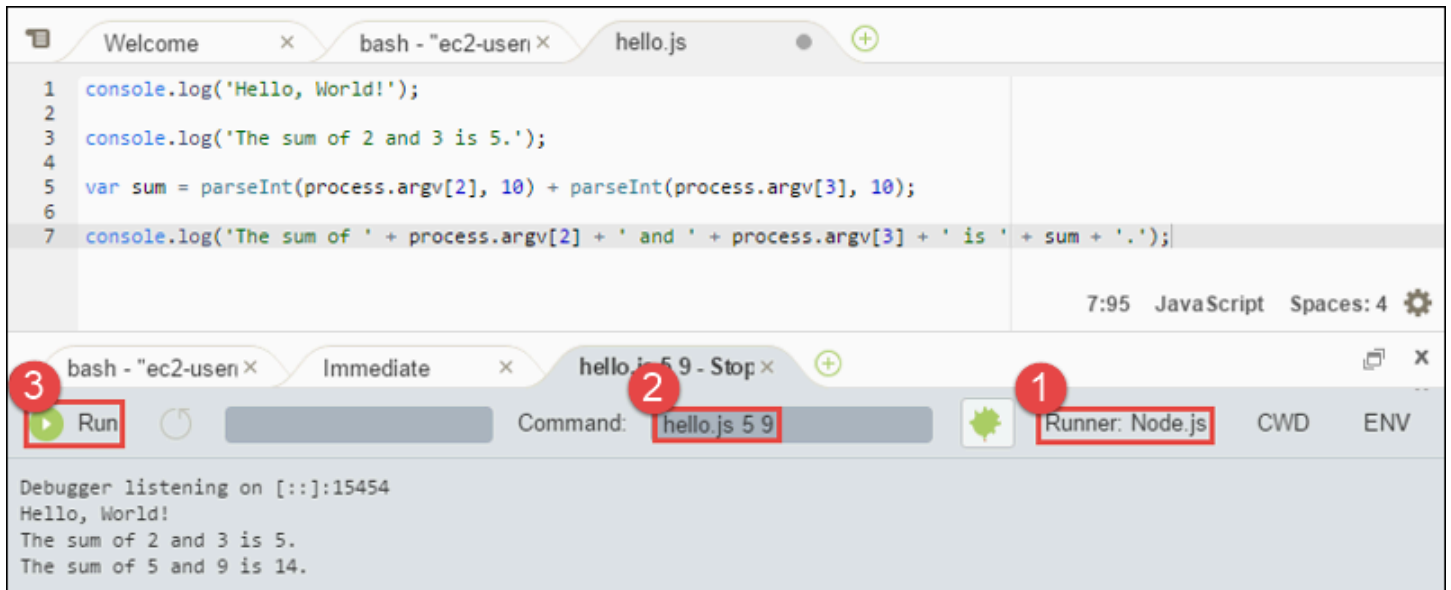 Welcome × bash - "ec2-user × hello.js
1 console.log('Hello, World!');
2
3 console.log('The sum of 2 and 3 is 5.');
4
5 var sum = parseInt(process.argv[2], 10) + parseInt(process.argv[3], 10);
6
7 console.log('The sum of ' + process.argv[2] + ' and ' + process.argv[3] + ' is ' + sum + '.');
7:95 JavaScript Spaces: 4
bash - "ec2-user × Immediate × hello.js 5 9 - Stop ×
3 2 1
Run Command: hello.js 5 9 Runner: Node.js CWD ENV
Debugger listening on [::]:15454
Hello, World!
The sum of 2 and 3 is 5.
The sum of 5 and 9 is 14.